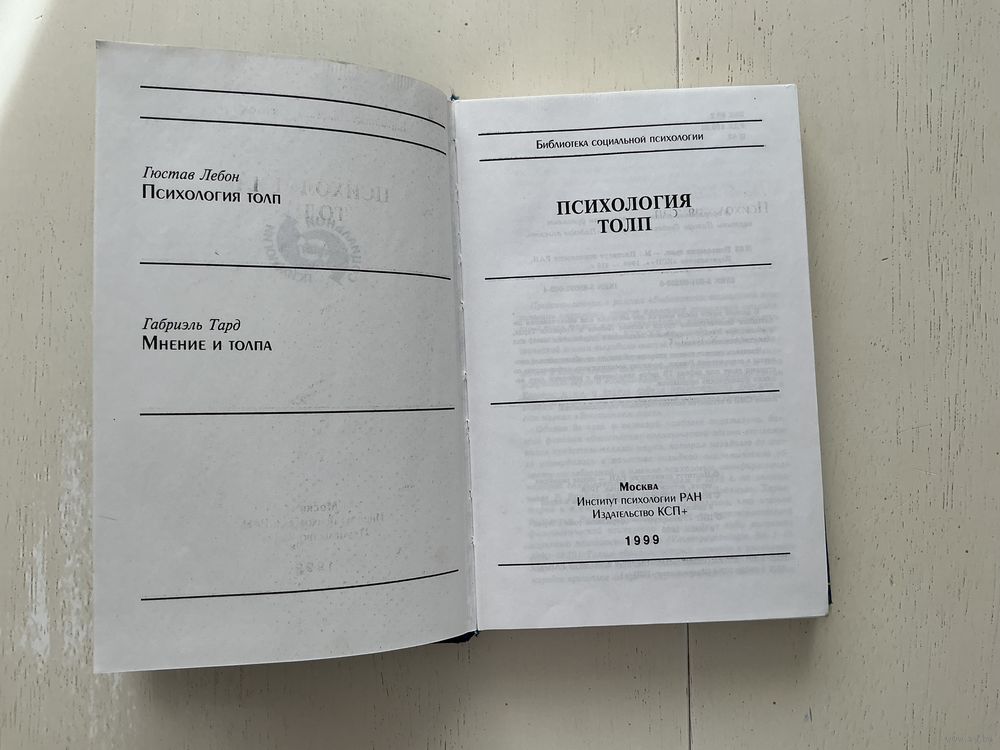 Гюстав Лебон
Психология толп
Габриэль Тард
Мнение и толпа
Библиотека социальной психологии
ПСИХОЛОГИЯ
ТОЛП
Москва
Институт психологии РАН
Издательство КСП+
1999